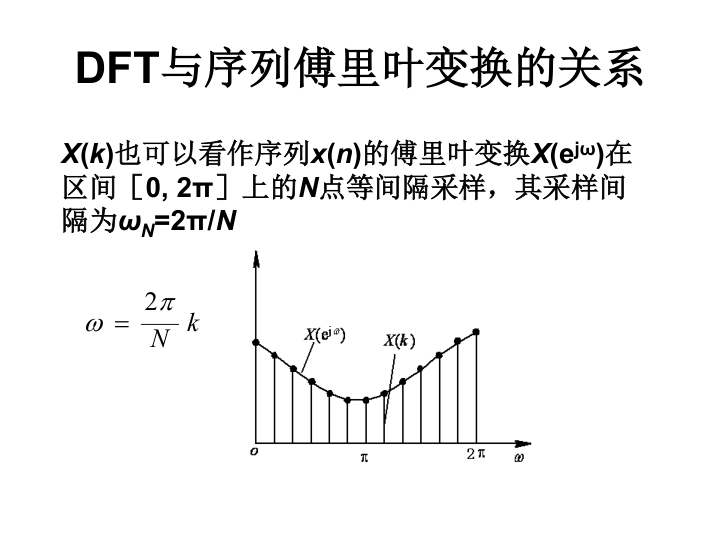 DFT与序列傅里叶变换的关系
X(k)也可以看作序列x(n)的傅里叶变换X(e^jω)在
区间［0, 2π］上的N点等间隔采样，其采样间
隔为ω_N=2π/N
ω = 2π/N k
X(e^jω)
X(k)
o π 2π ω